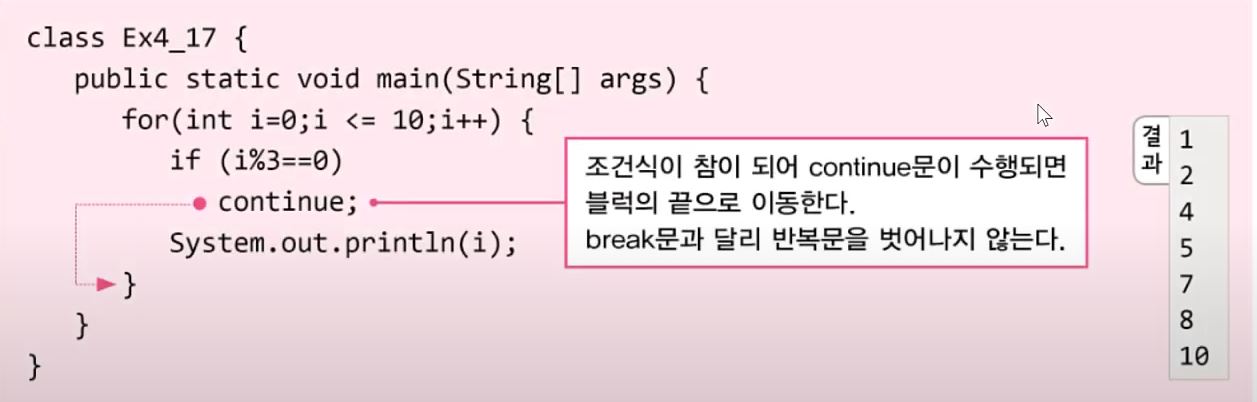 class Ex4_17 {
public static void main(String[] args) {
for(int i=0;i <= 10;i++) {
if (i%3==0)
continue;
System.out.println(i);
}
}
}
조건식이 참이 되어 continue문이 수행되면
블럭의 끝으로 이동한다.
break문과 달리 반복문을 벗어나지 않는다.
결과
1
2
4
5
7
8
10